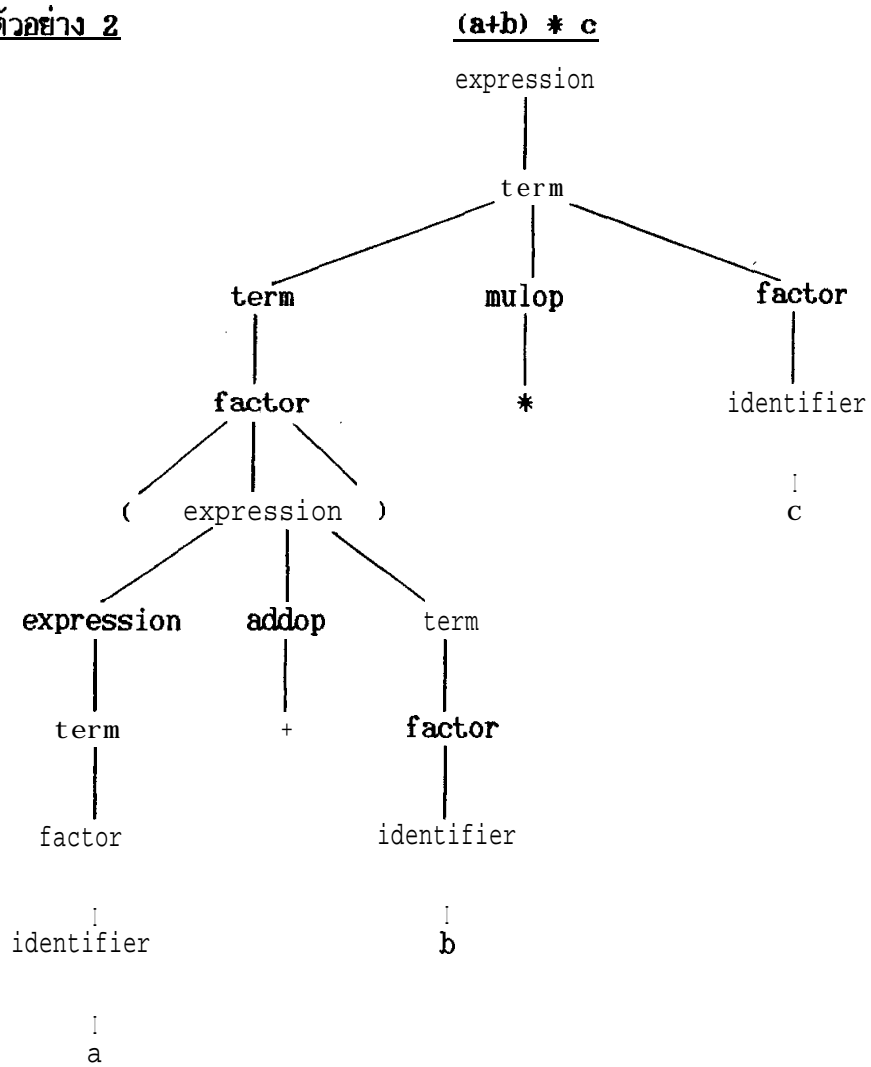 ตัวอย่าง 2 (a+b) * c
expression
term
term mulop factor
factor * identifier
( expression ) c
expression addop term
term + factor
factor identifier
identifier b
a